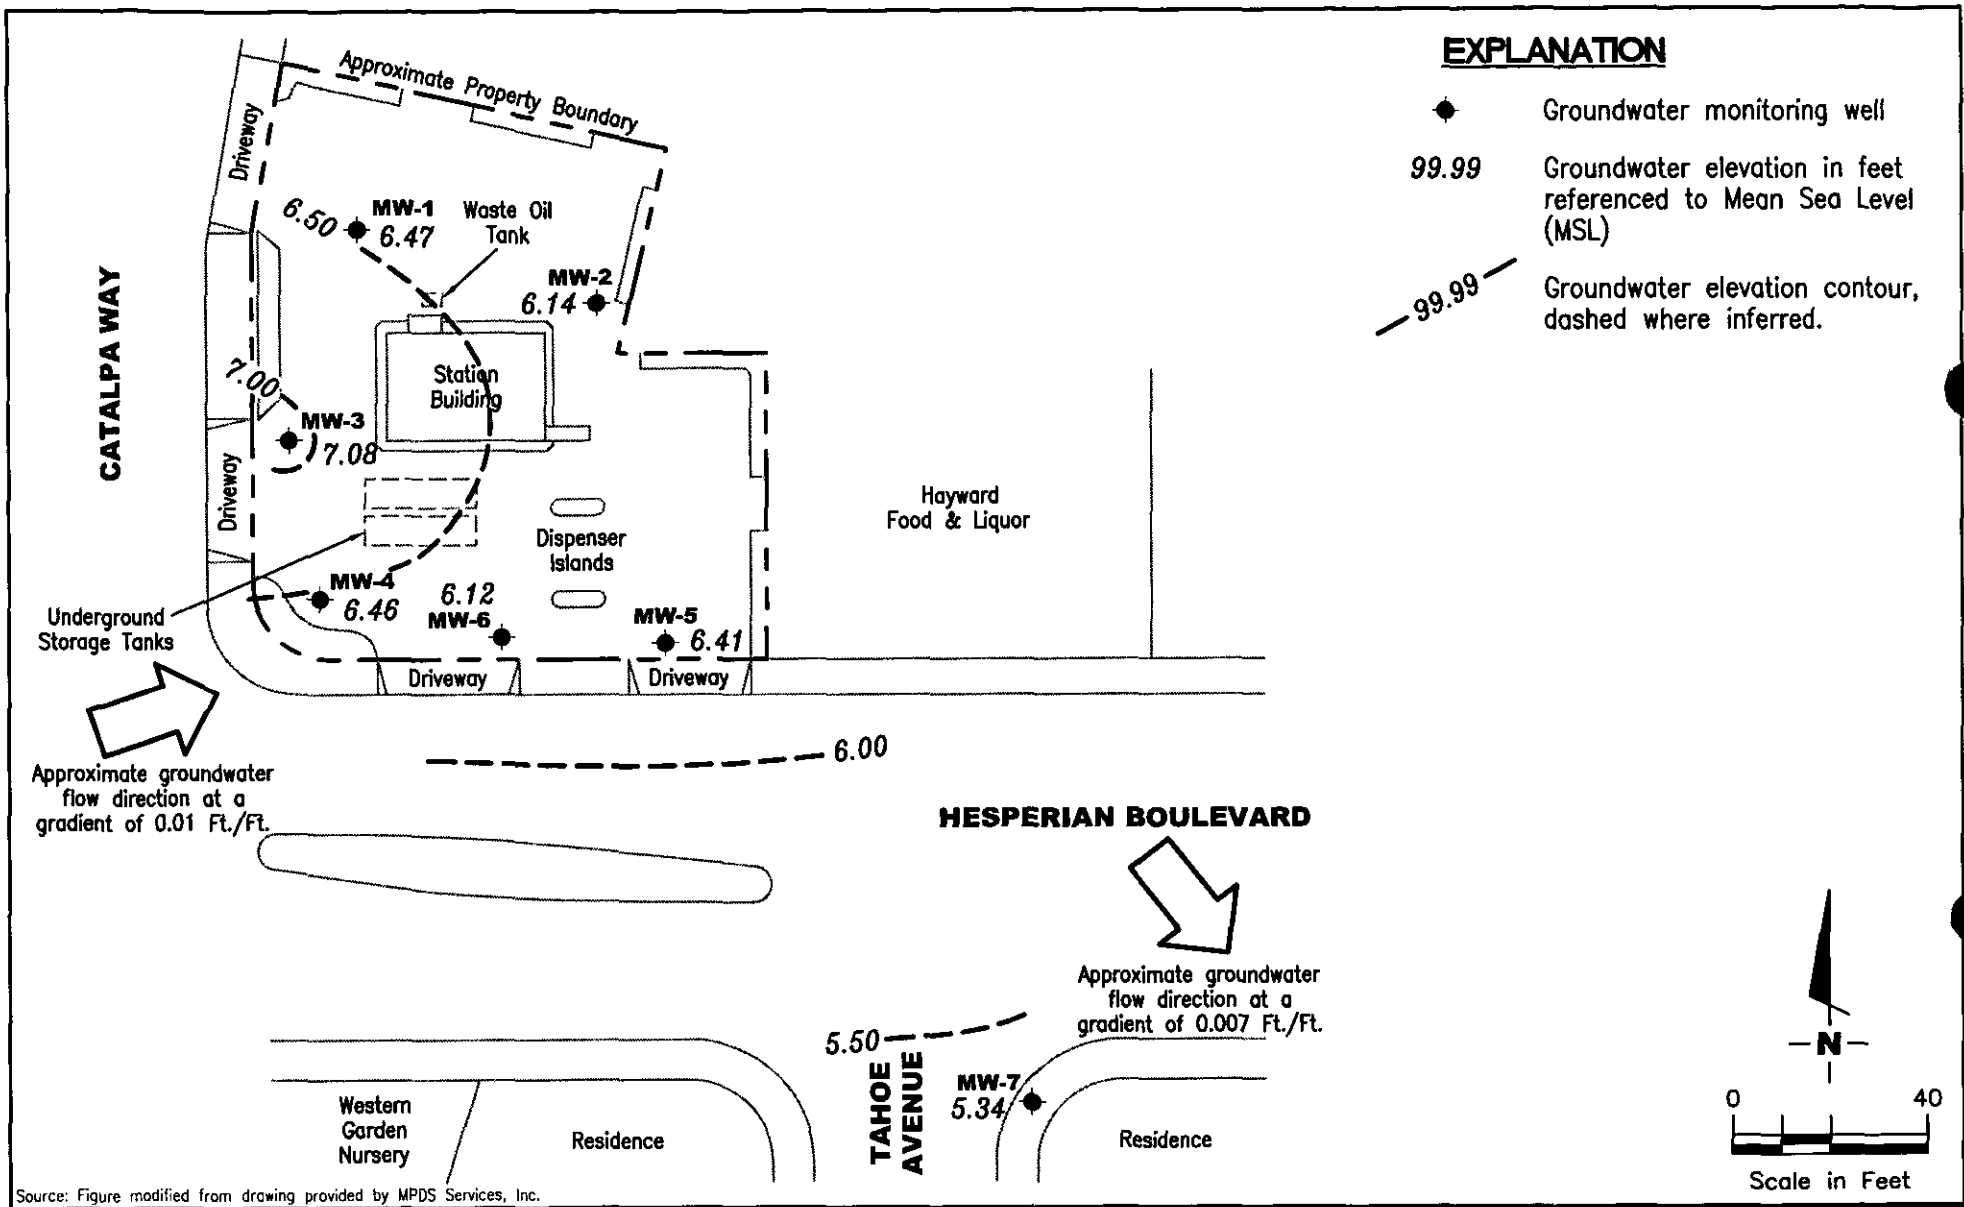 EXPLANATION
Groundwater monitoring well
99.99
Groundwater elevation in feet
referenced to Mean Sea Level
(MSL)
99.99
Groundwater elevation contour,
dashed where inferred.
Approximate Property Boundary
Driveway
6.50
MW-1
6.47
Waste Oil
Tank
MW-2
6.14
CATALPA WAY
7.00
Station
Building
MW-3
7.08
Driveway
Hayward
Food & Liquor
Dispenser
Islands
MW-4
6.46
6.12
MW-6
MW-5
6.41
Underground
Storage Tanks
Driveway
Driveway
6.00
Approximate groundwater
flow direction at a
gradient of 0.01 Ft./Ft.
HESPERIAN BOULEVARD
Approximate groundwater
flow direction at a
gradient of 0.007 Ft./Ft.
5.50
TAHOE
AVENUE
MW-7
5.34
Western
Garden
Nursery
Residence
Residence
N
0 40
Scale in Feet
Source: Figure modified from drawing provided by MPDS Services, Inc.